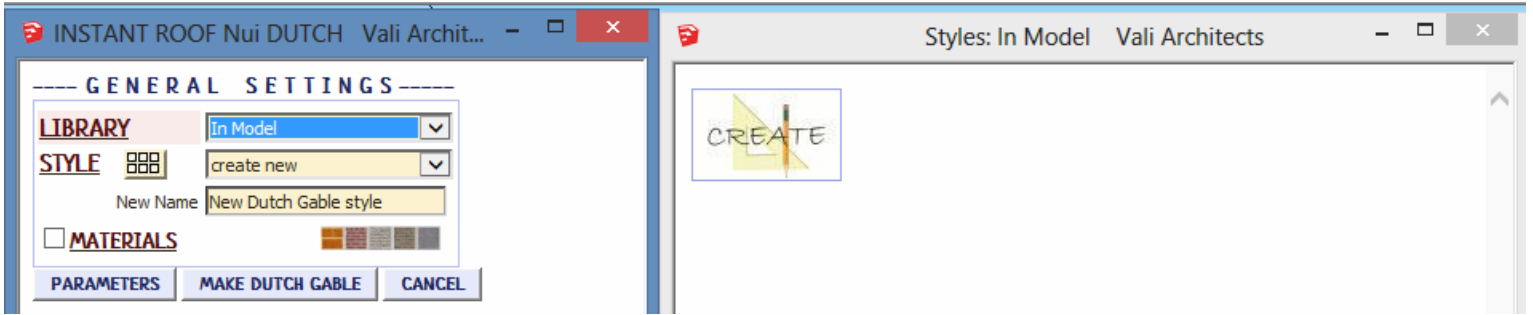 INSTANT ROOF Nui DUTCH Vali Archit...
Styles: In Model Vali Architects
---- GENERAL SETTINGS-----
LIBRARY In Model
STYLE create new
New Name New Dutch Gable style
MATERIALS
PARAMETERS MAKE DUTCH GABLE CANCEL
CREATE